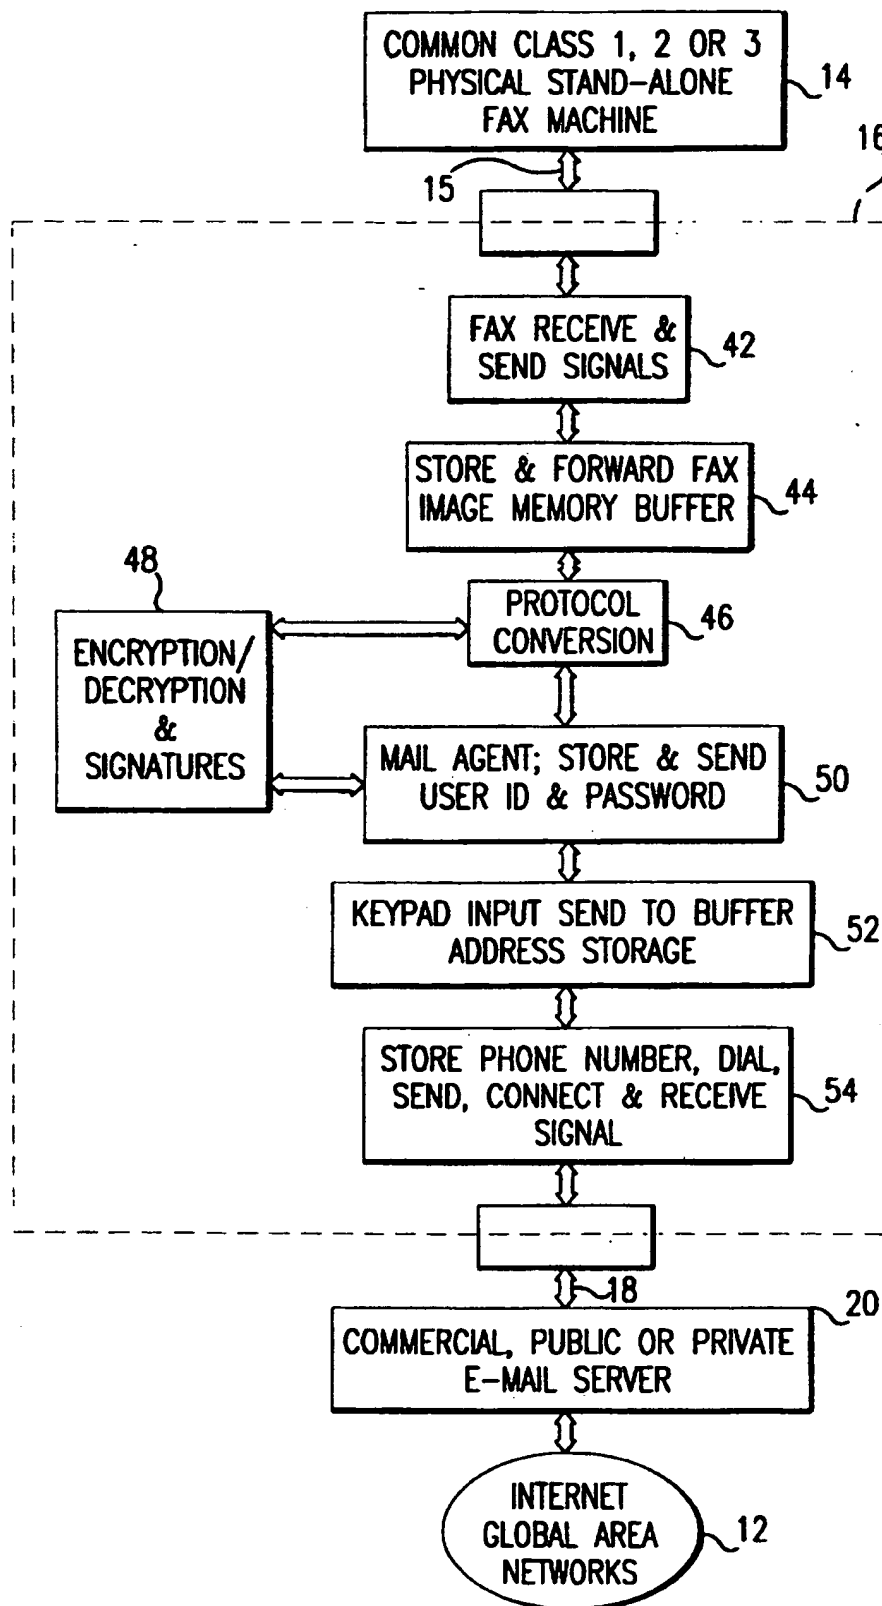 COMMON CLASS 1, 2 OR 3
PHYSICAL STAND-ALONE
FAX MACHINE
14
16
15
FAX RECEIVE &
SEND SIGNALS
42
STORE & FORWARD FAX
IMAGE MEMORY BUFFER
44
48
PROTOCOL
CONVERSION
46
ENCRYPTION/
DECRYPTION
&
SIGNATURES
MAIL AGENT; STORE & SEND
USER ID & PASSWORD
50
KEYPAD INPUT SEND TO BUFFER
ADDRESS STORAGE
52
STORE PHONE NUMBER, DIAL,
SEND, CONNECT & RECEIVE
SIGNAL
54
18
20
COMMERCIAL, PUBLIC OR PRIVATE
E-MAIL SERVER
INTERNET
GLOBAL AREA
NETWORKS
12